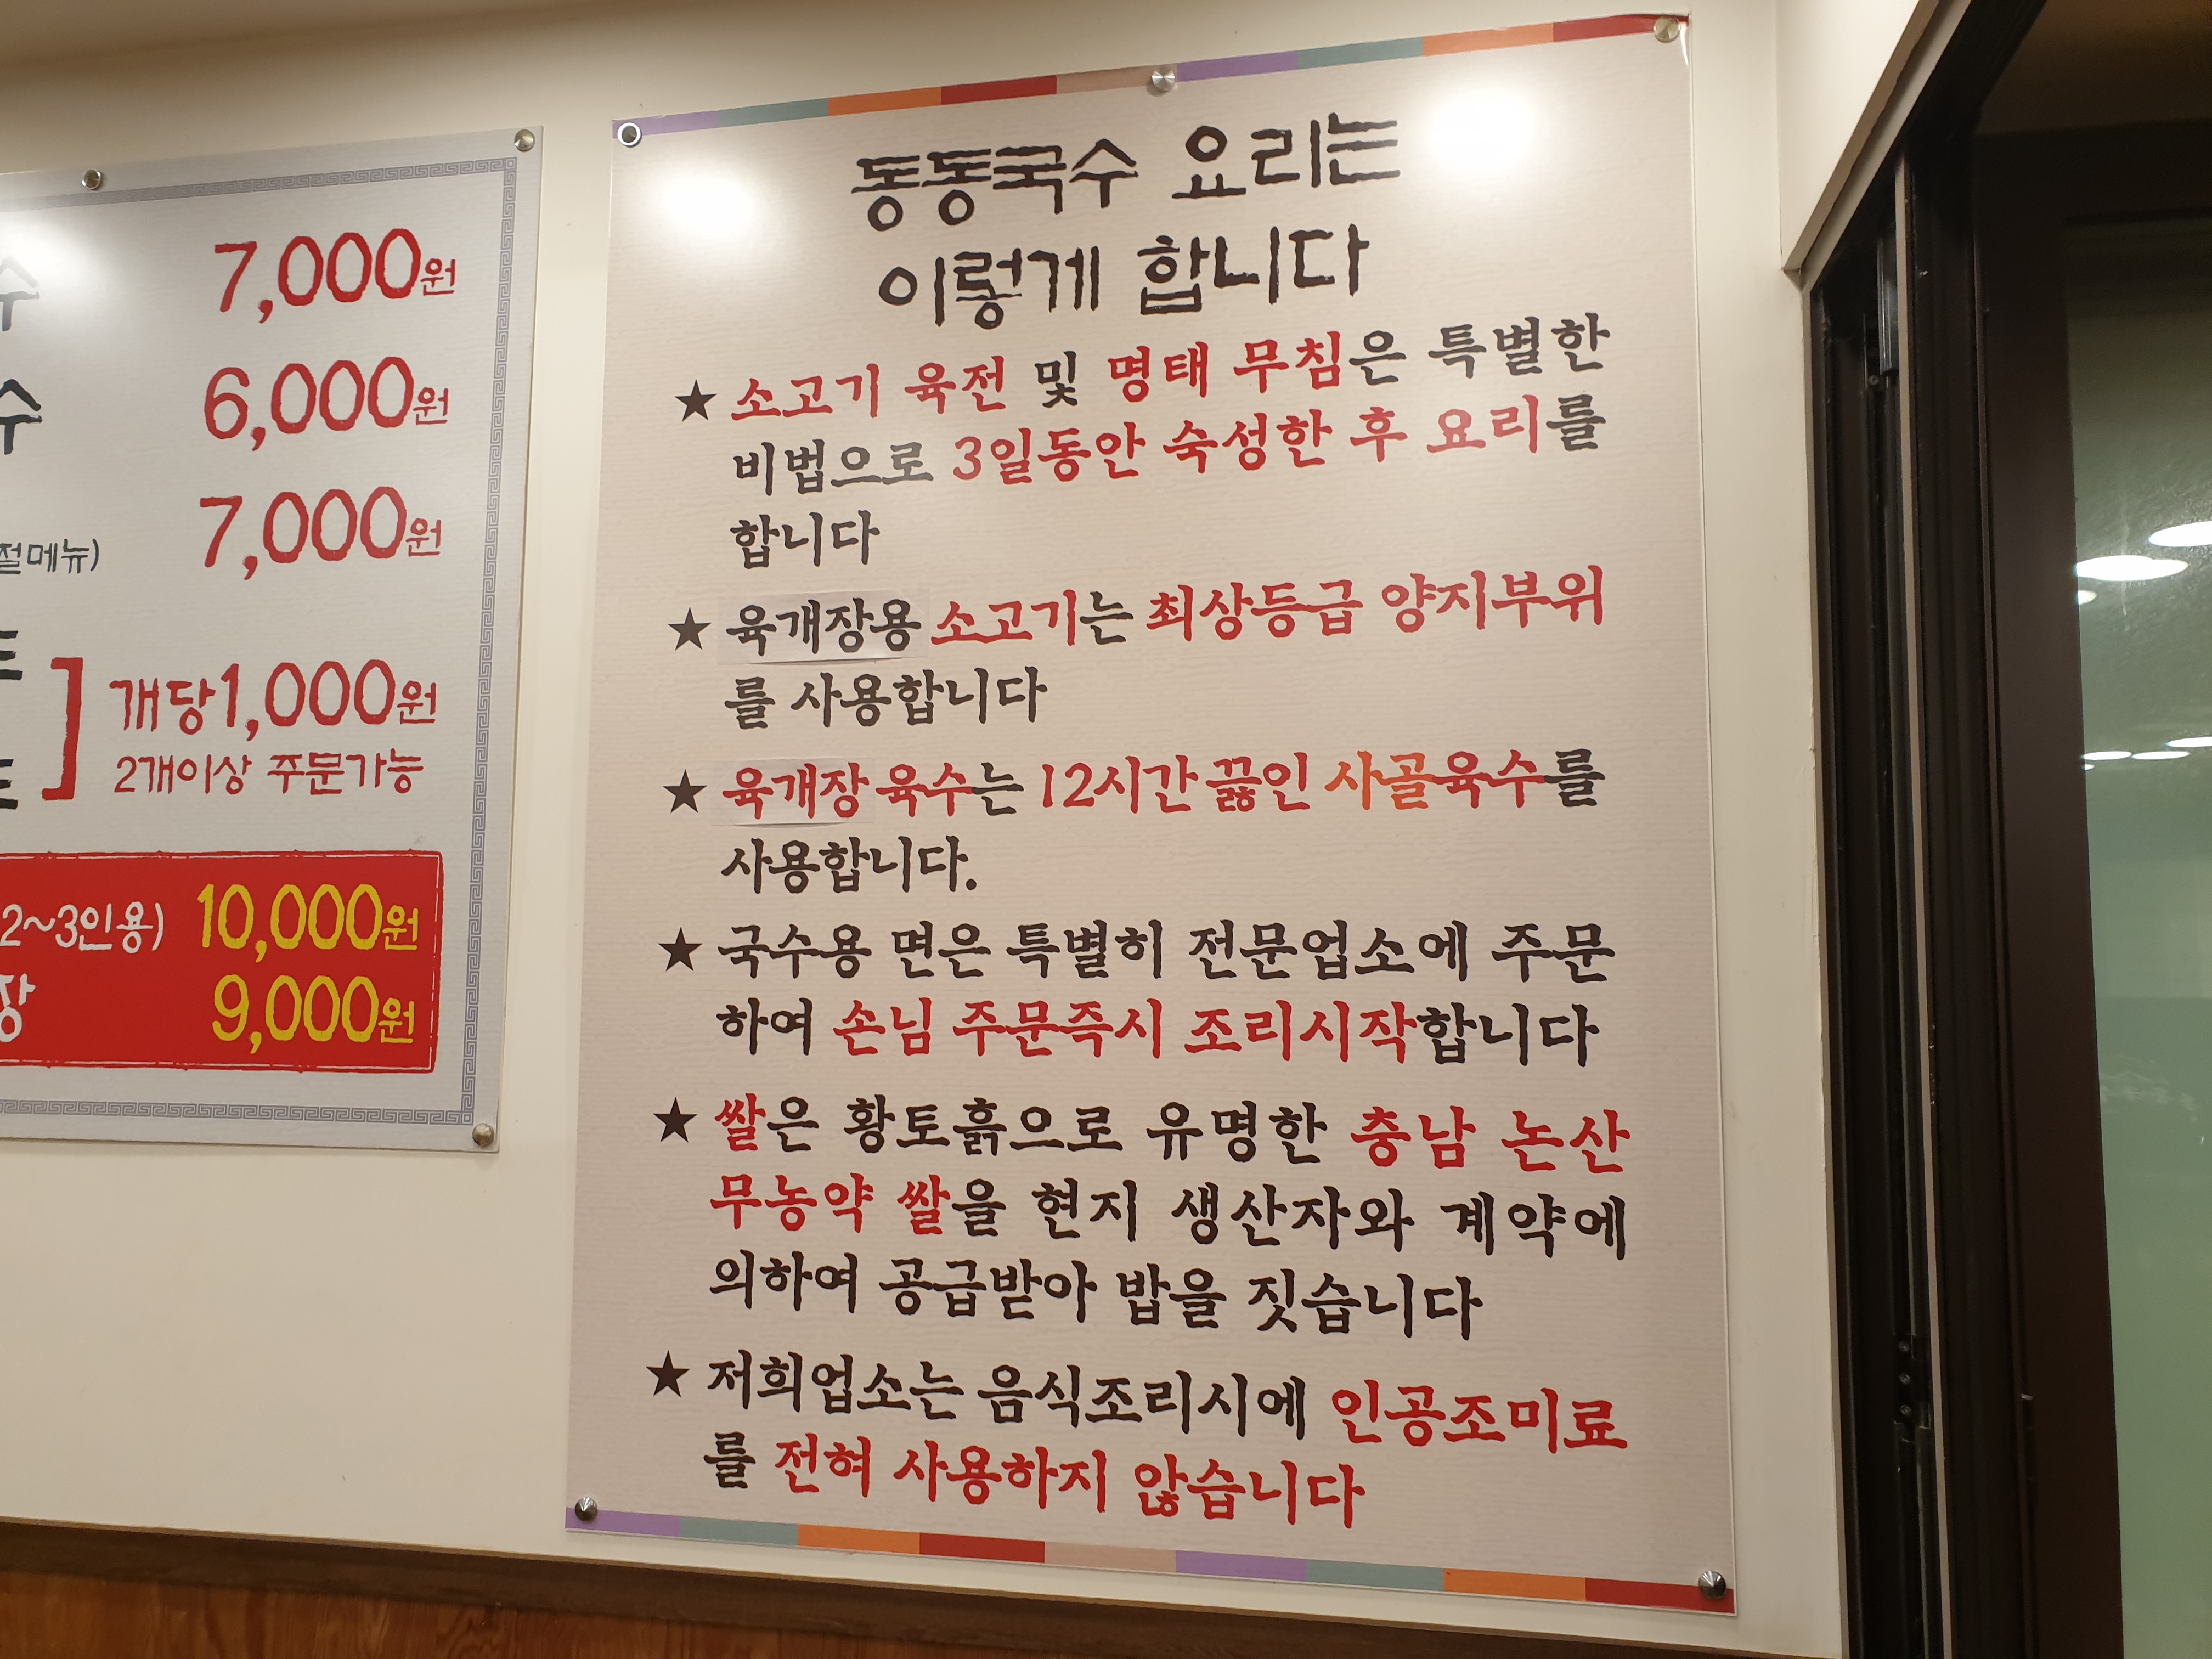 수 7,000원
수 6,000원
7,000원
절메뉴)
개당1,000원
2개이상 주문가능
2~3인용) 10,000원
장 9,000원
동동국수 요리는
이렇게 합니다
★ 소고기 육전 및 명태 무침은 특별한
비법으로 3일동안 숙성한 후 요리를
합니다
★ 육개장용 소고기는 최상등급 양지부위
를 사용합니다
★ 육개장 육수는 12시간 끓인 사골육수를
사용합니다.
★ 국수용 면은 특별히 전문업소에 주문
하여 손님 주문즉시 조리시작합니다
★ 쌀은 황토흙으로 유명한 충남 논산
무농약 쌀을 현지 생산자와 계약에
의하여 공급받아 밥을 짓습니다
★ 저희업소는 음식조리시에 인공조미료
를 전혀 사용하지 않습니다